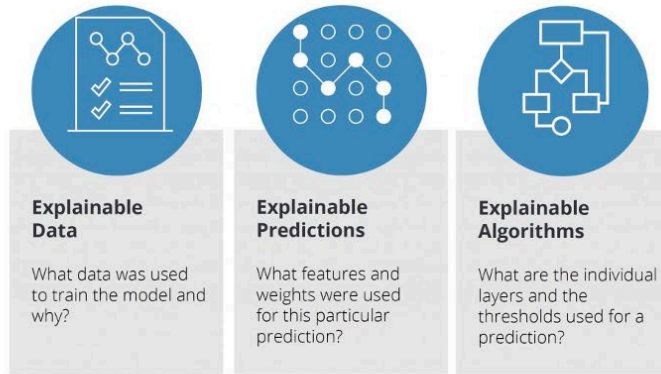 Explainable
Data
What data was used
to train the model and
why?
Explainable
Predictions
What features and
weights were used
for this particular
prediction?
Explainable
Algorithms
What are the individual
layers and the
thresholds used for a
prediction?